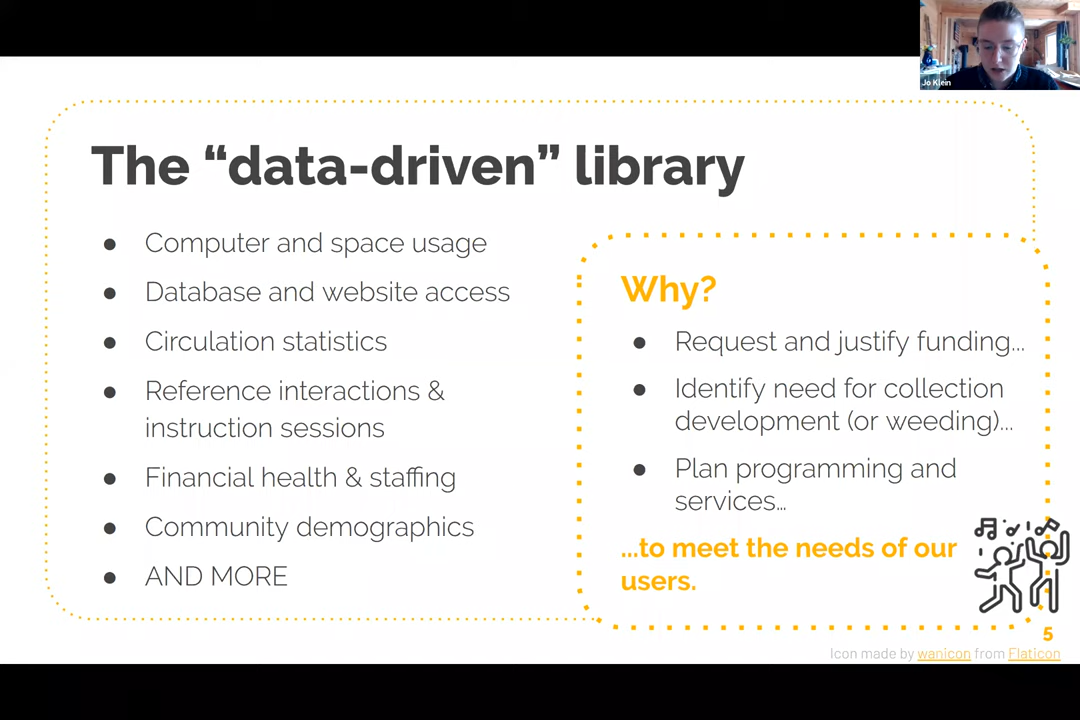 Jo Klein
The “data-driven” library
● Computer and space usage
● Database and website access
● Circulation statistics
● Reference interactions &
instruction sessions
● Financial health & staffing
● Community demographics
● AND MORE
Why?
● Request and justify funding...
● Identify need for collection
development (or weeding)...
● Plan programming and
services...
...to meet the needs of our
users.
5
Icon made by wanicon from Flaticon